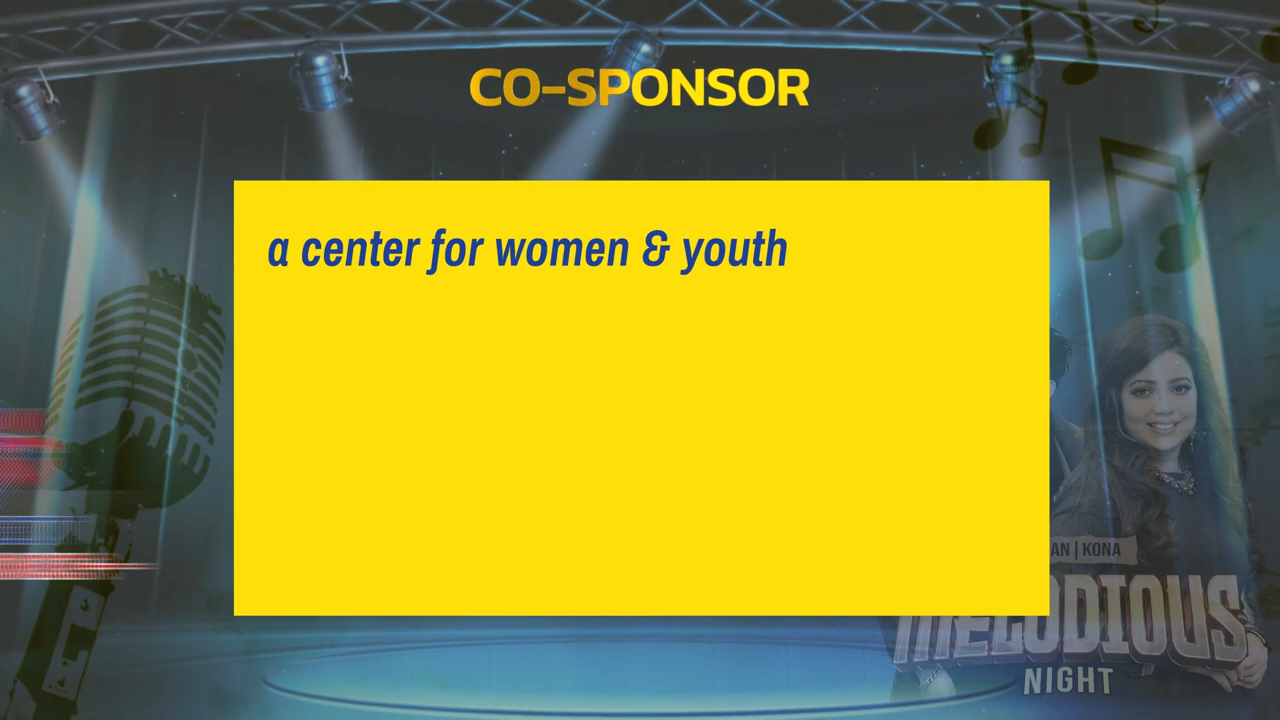 CO-SPONSOR
a center for women & youth
AN | KONA
MELODIOUS
NIGHT